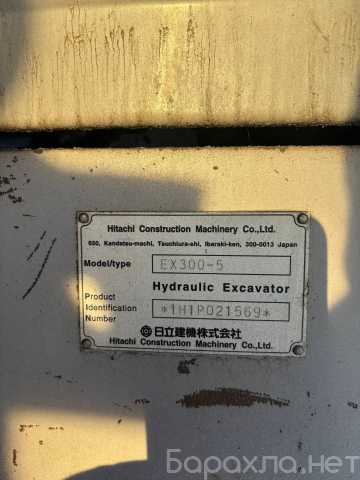 Hitachi Construction Machinery Co.,Ltd.
650, Kandatsu-machi, Tsuchiura-shi, Ibaraki-ken, 300-0013 Japan
Model/type EX300-5
Hydraulic Excavator
Product Identification Number *1H1P021569*
日立建機株式会社
Hitachi Construction Machinery Co.,Ltd.
Барахла.нет